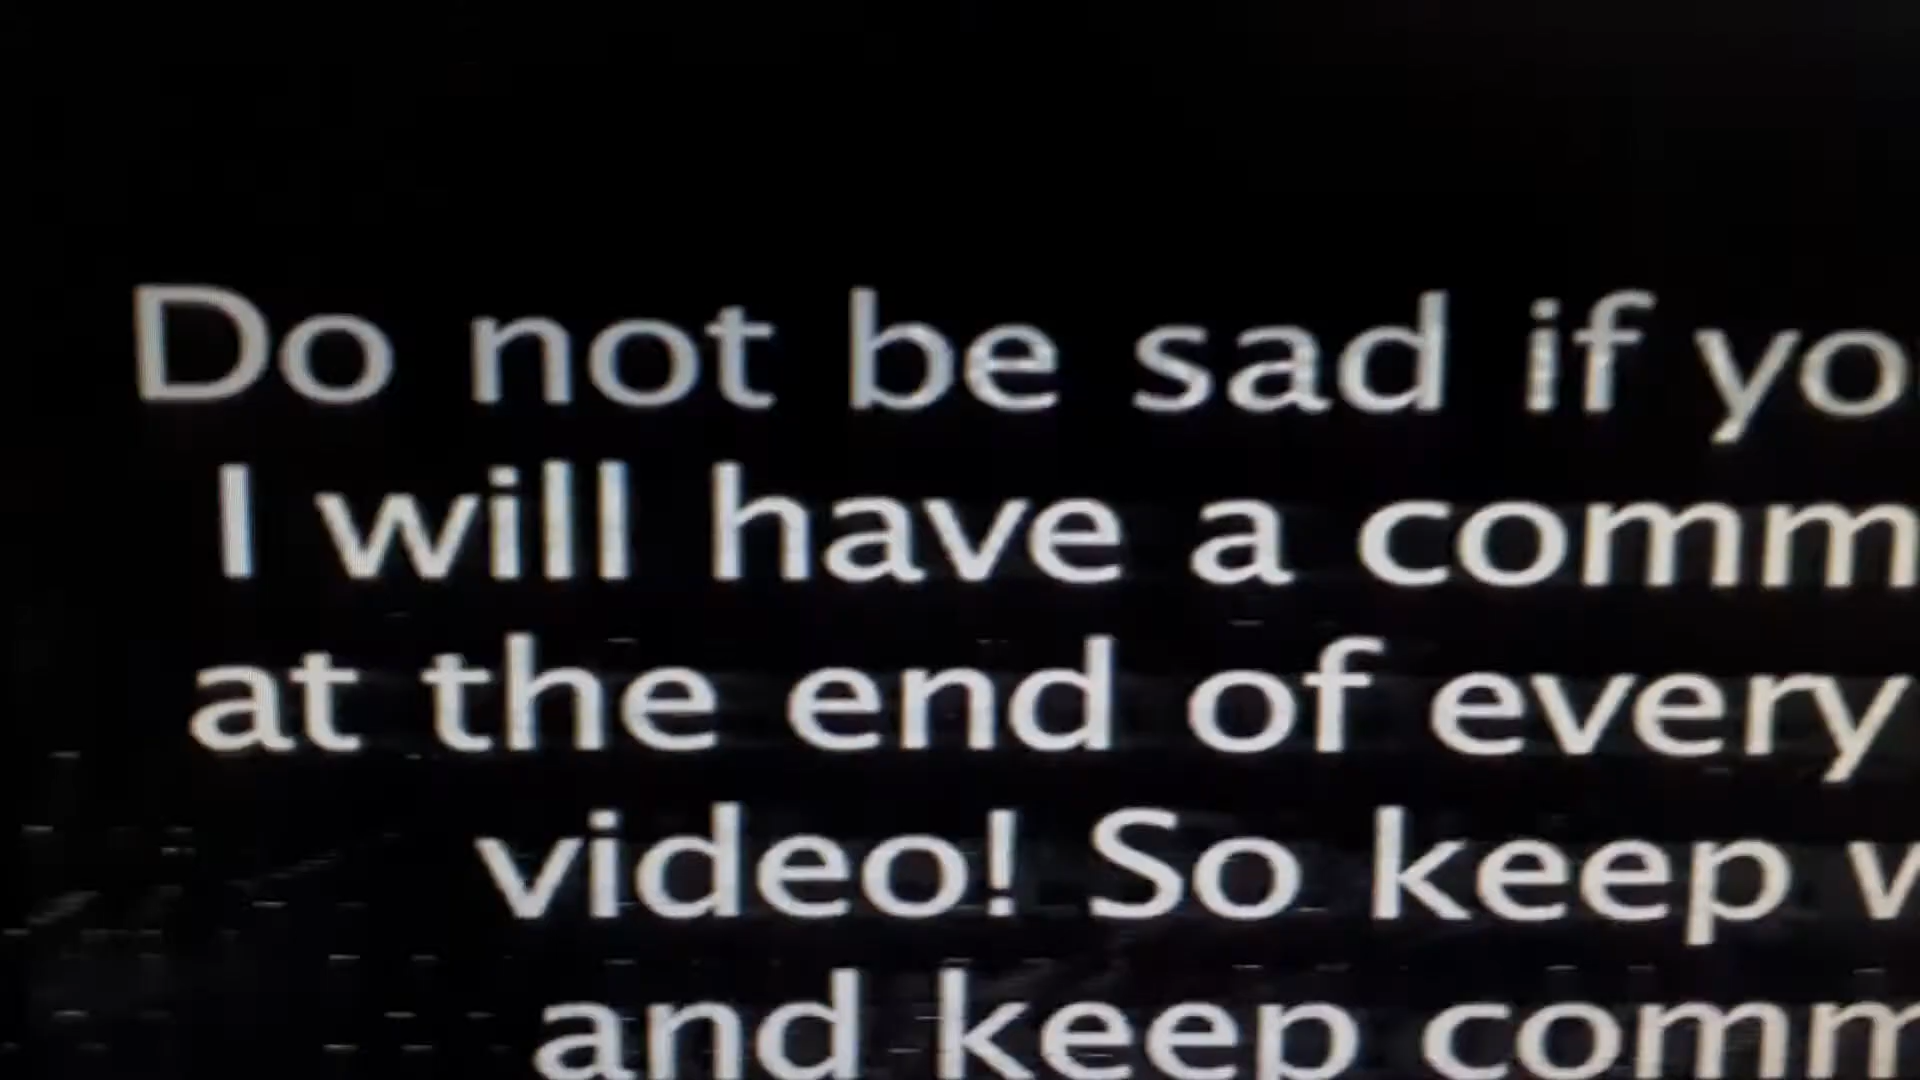 Do not be sad if yo
I will have a comm
at the end of every
video! So keep w
and keep comm